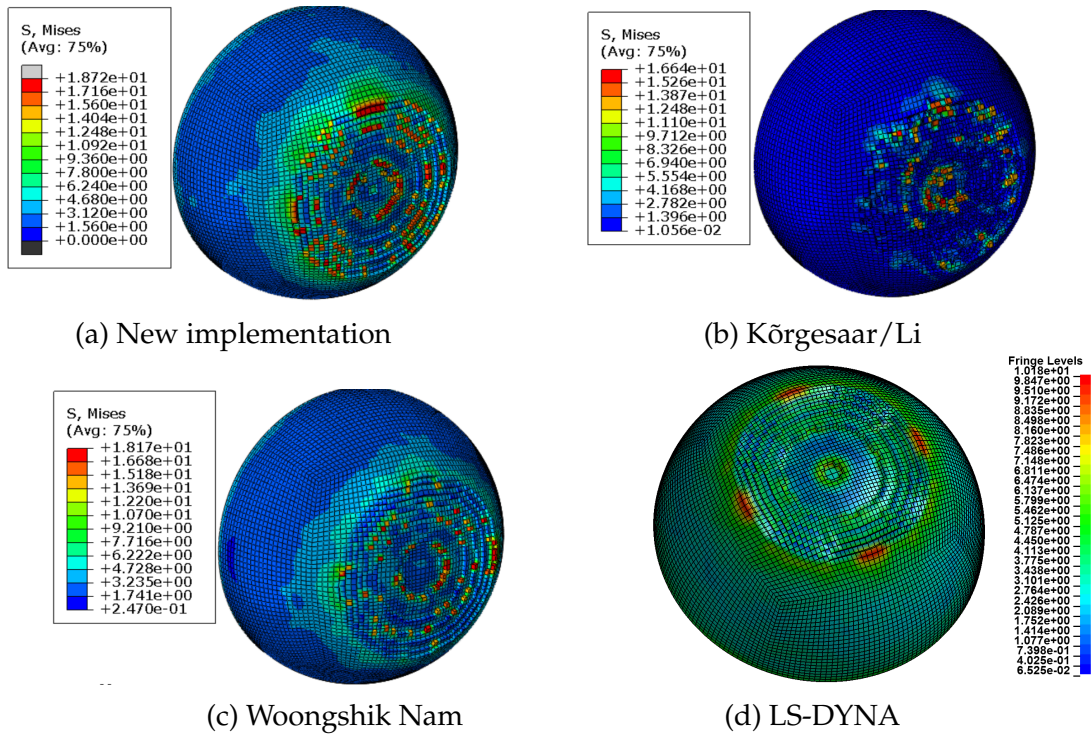 S, Mises
(Avg: 75%)
+1.872e+01
+1.716e+01
+1.560e+01
+1.404e+01
+1.248e+01
+1.092e+01
+9.360e+00
+7.800e+00
+6.240e+00
+4.680e+00
+3.120e+00
+1.560e+00
+0.000e+00
(a) New implementation
S, Mises
(Avg: 75%)
+1.664e+01
+1.526e+01
+1.387e+01
+1.248e+01
+1.110e+01
+9.712e+00
+8.326e+00
+6.940e+00
+5.554e+00
+4.168e+00
+2.782e+00
+1.396e+00
+1.056e-02
(b) Kõrgesaar/Li
S, Mises
(Avg: 75%)
+1.817e+01
+1.668e+01
+1.518e+01
+1.369e+01
+1.220e+01
+1.070e+01
+9.210e+00
+7.716e+00
+6.222e+00
+4.728e+00
+3.235e+00
+1.741e+00
+2.470e-01
(c) Woongshik Nam
Fringe Levels
1.018e+01
9.847e+00
9.510e+00
9.172e+00
8.835e+00
8.498e+00
8.160e+00
7.823e+00
7.486e+00
7.148e+00
6.811e+00
6.474e+00
6.137e+00
5.799e+00
5.462e+00
5.125e+00
4.787e+00
4.450e+00
4.113e+00
3.775e+00
3.438e+00
3.101e+00
2.764e+00
2.426e+00
2.089e+00
1.752e+00
1.414e+00
1.077e+00
7.398e-01
4.025e-01
6.525e-02
(d) LS-DYNA